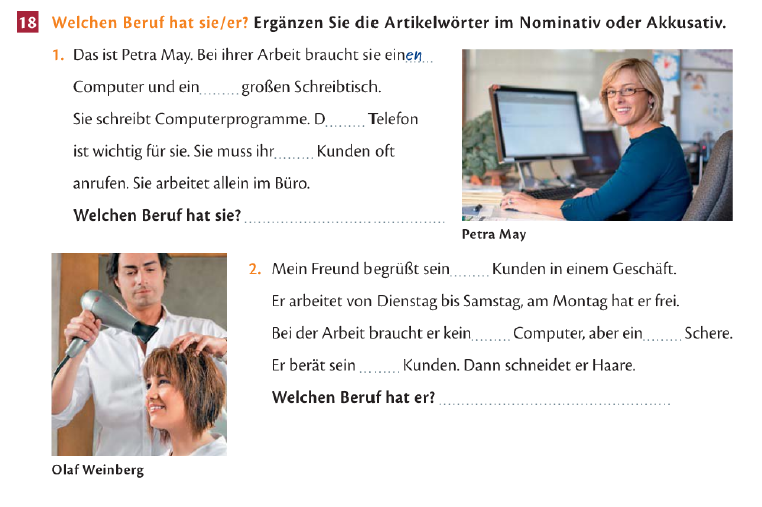 18 Welchen Beruf hat sie/er? Ergänzen Sie die Artikelwörter im Nominativ oder Akkusativ.
1. Das ist Petra May. Bei ihrer Arbeit braucht sie einen
Computer und ein........ großen Schreibtisch.
Sie schreibt Computerprogramme. D........ Telefon
ist wichtig für sie. Sie muss ihr........ Kunden oft
anrufen. Sie arbeitet allein im Büro.
Welchen Beruf hat sie? ........................................
Petra May
2. Mein Freund begrüßt sein........ Kunden in einem Geschäft.
Er arbeitet von Dienstag bis Samstag, am Montag hat er frei.
Bei der Arbeit braucht er kein........ Computer, aber ein........ Schere.
Er berät sein ........ Kunden. Dann schneidet er Haare.
Welchen Beruf hat er? ........................................
Olaf Weinberg